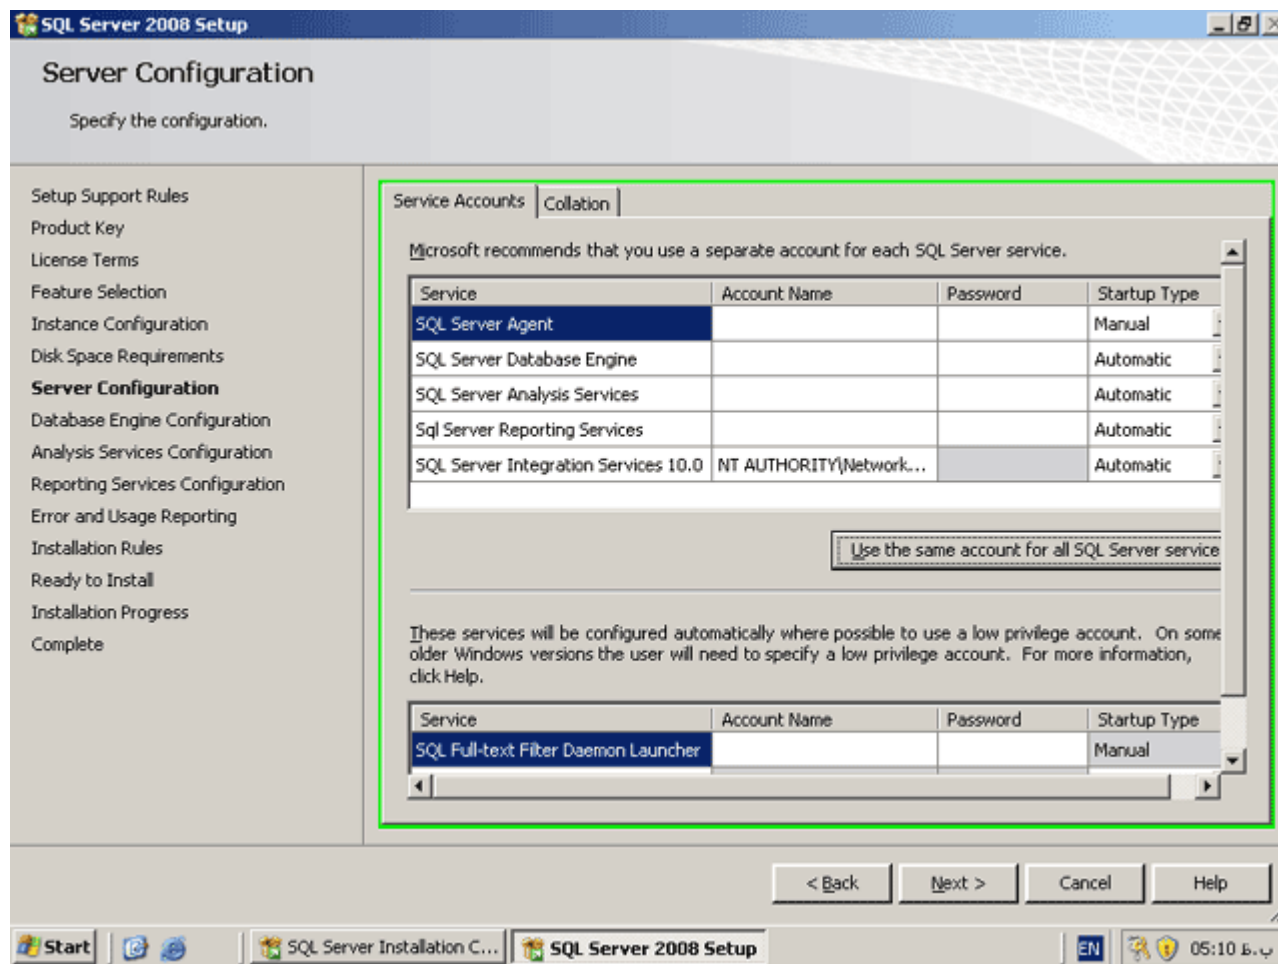 SQL Server 2008 Setup
Server Configuration
Specify the configuration.
Setup Support Rules
Product Key
License Terms
Feature Selection
Instance Configuration
Disk Space Requirements
Server Configuration
Database Engine Configuration
Analysis Services Configuration
Reporting Services Configuration
Error and Usage Reporting
Installation Rules
Ready to Install
Installation Progress
Complete
Service Accounts Collation
Microsoft recommends that you use a separate account for each SQL Server service.
Service Account Name Password Startup Type
SQL Server Agent Manual
SQL Server Database Engine Automatic
SQL Server Analysis Services Automatic
Sql Server Reporting Services Automatic
SQL Server Integration Services 10.0 NT AUTHORITY\Network... Automatic
Use the same account for all SQL Server service
These services will be configured automatically where possible to use a low privilege account. On some
older Windows versions the user will need to specify a low privilege account. For more information,
click Help.
Service Account Name Password Startup Type
SQL Full-text Filter Daemon Launcher Manual
< Back Next > Cancel Help
Start SQL Server Installation C... SQL Server 2008 Setup EN 05:10 ب.ظ